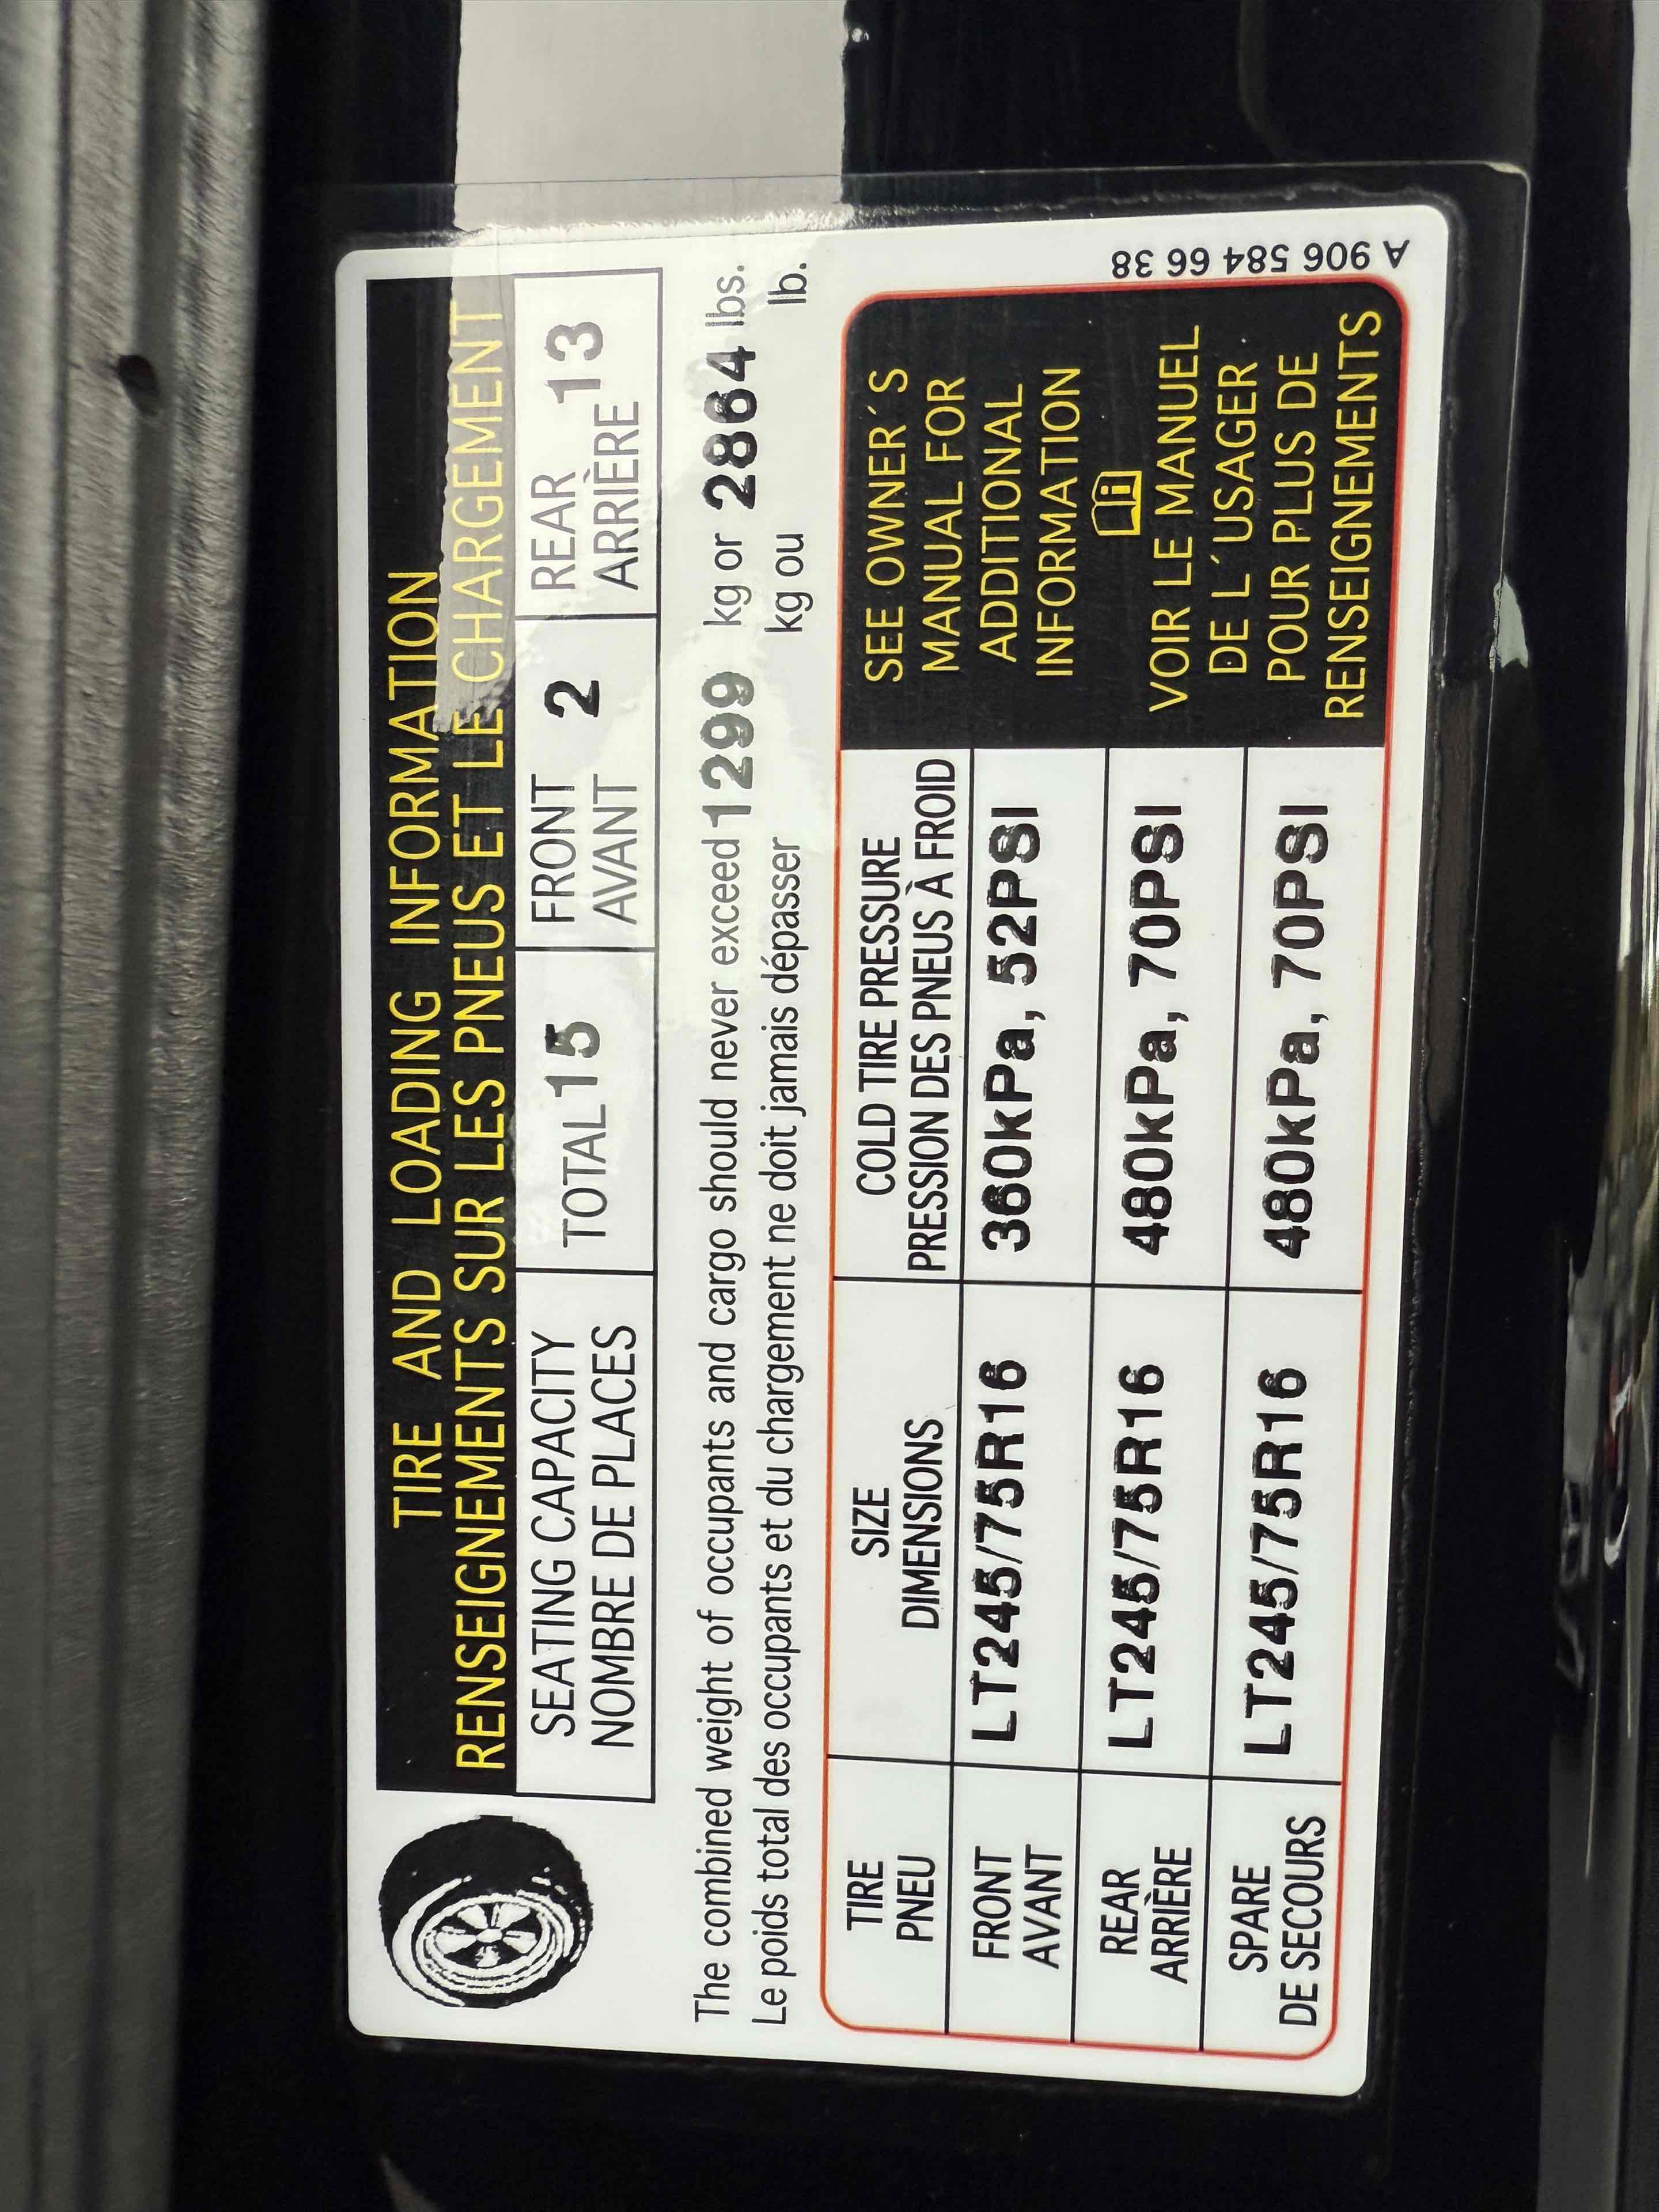 TIRE AND LOADING INFORMATION
RENSEIGNEMENTS SUR LES PNEUS ET LE CHARGEMENT
SEATING CAPACITY
NOMBRE DE PLACES
TOTAL 15
FRONT
AVANT
2
REAR
ARRIÈRE
13
The combined weight of occupants and cargo should never exceed 1299 kg or 2864 lbs.
Le poids total des occupants et du chargement ne doit jamais dépasser kg ou lb.
TIRE
PNEU
SIZE
DIMENSIONS
COLD TIRE PRESSURE
PRESSION DES PNEUS À FROID
FRONT
AVANT
LT245/75R16
360kPa, 52PSI
REAR
ARRIÈRE
LT245/75R16
480kPa, 70PSI
SPARE
DE SECOURS
LT245/75R16
480kPa, 70PSI
SEE OWNER´S
MANUAL FOR
ADDITIONAL
INFORMATION
VOIR LE MANUEL
DE L´USAGER
POUR PLUS DE
RENSEIGNEMENTS
A 906 584 66 38